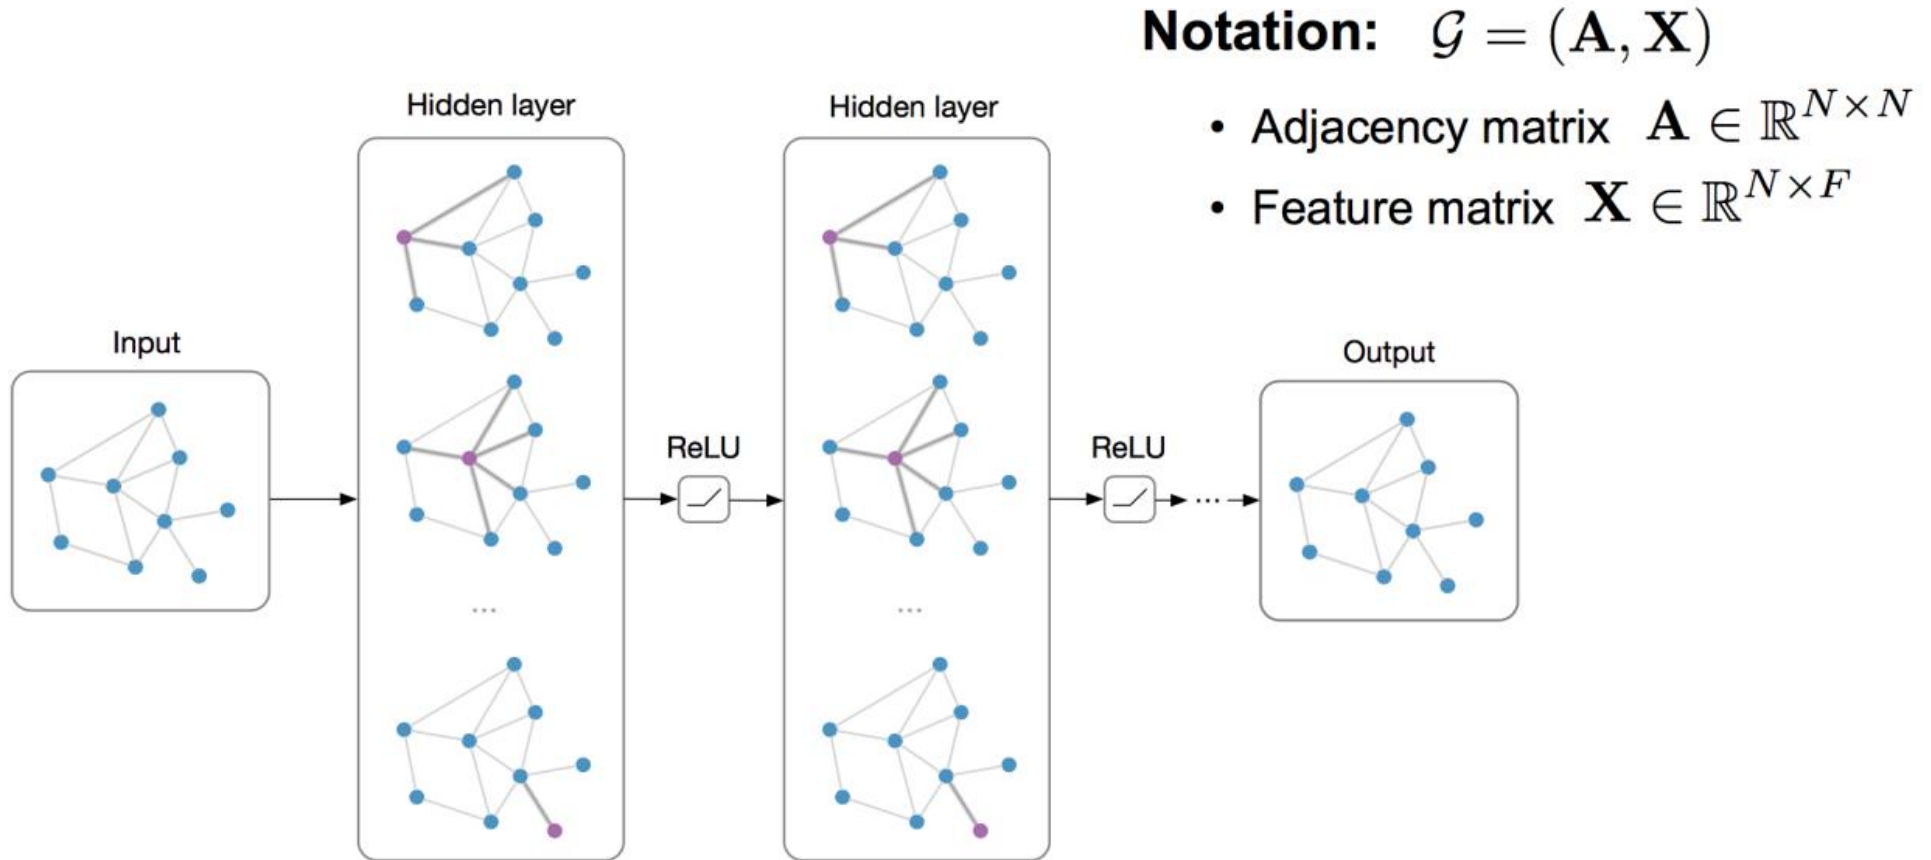 Notation: 𝒢 = (𝐀, 𝐗)
• Adjacency matrix 𝐀 ∈ ℝ^{N×N}
• Feature matrix 𝐗 ∈ ℝ^{N×F}
Hidden layer
Hidden layer
Input
Output
ReLU
ReLU
...
...
...